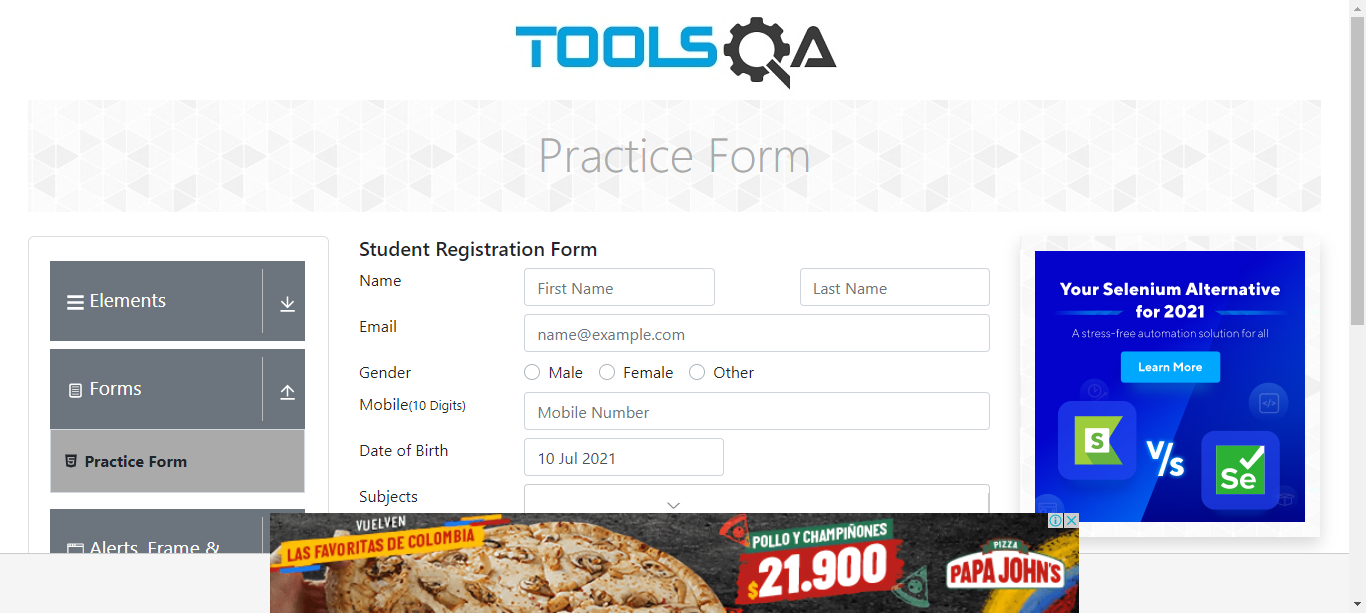 TOOLSQA
Practice Form
Elements
Forms
Practice Form
Alerts, Frame &
Student Registration Form
Name
First Name
Last Name
Email
name@example.com
Gender
Male
Female
Other
Mobile(10 Digits)
Mobile Number
Date of Birth
10 Jul 2021
Subjects
Your Selenium Alternative
for 2021
A stress-free automation solution for all
Learn More
S
V/s
Se
VUELVEN
LAS FAVORITAS DE COLOMBIA
POLLO Y CHAMPIÑONES
$21.900
PIZZA
PAPA JOHN'S